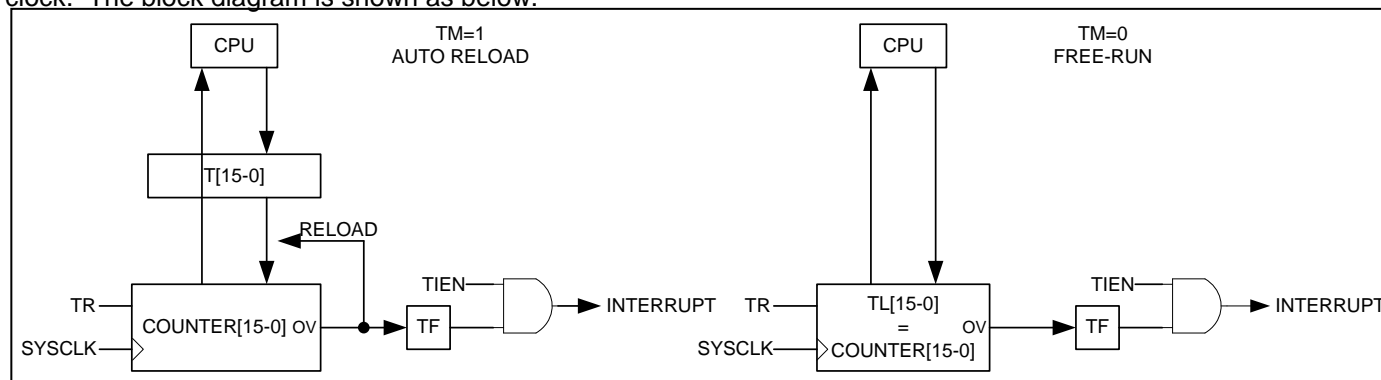 clock. The block diagram is shown as below.
CPU
TM=1
AUTO RELOAD
T[15-0]
RELOAD
TR
SYSCLK
COUNTER[15-0] OV
TF
TIEN
INTERRUPT
CPU
TM=0
FREE-RUN
TR
SYSCLK
TL[15-0]
=
COUNTER[15-0]
OV
TF
TIEN
INTERRUPT